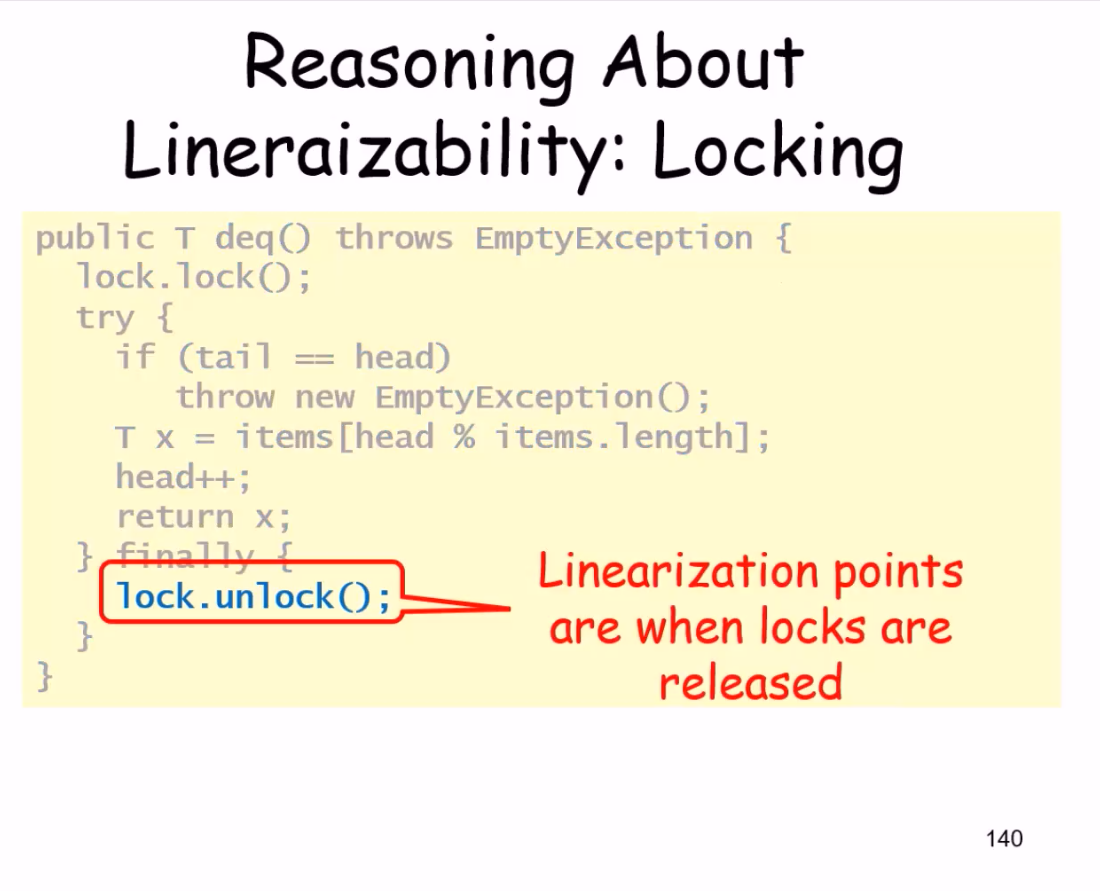 Reasoning About
Lineraizability: Locking
public T deq() throws EmptyException {
lock.lock();
try {
if (tail == head)
throw new EmptyException();
T x = items[head % items.length];
head++;
return x;
} finally {
lock.unlock();
}
}
Linearization points
are when locks are
released
140